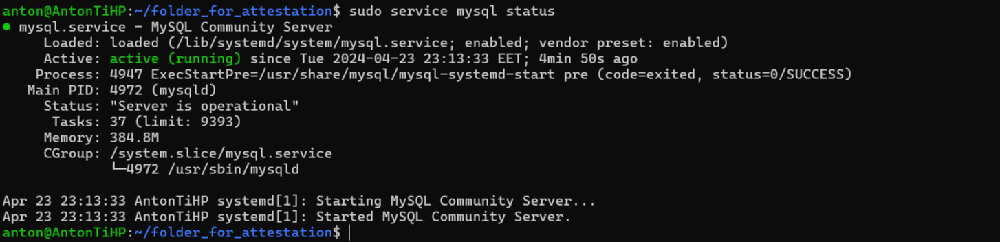 anton@AntonTiHP:~/folder_for_attestation$ sudo service mysql status
● mysql.service - MySQL Community Server
     Loaded: loaded (/lib/systemd/system/mysql.service; enabled; vendor preset: enabled)
     Active: active (running) since Tue 2024-04-23 23:13:33 EET; 4min 50s ago
    Process: 4947 ExecStartPre=/usr/share/mysql/mysql-systemd-start pre (code=exited, status=0/SUCCESS)
   Main PID: 4972 (mysqld)
     Status: "Server is operational"
      Tasks: 37 (limit: 9393)
     Memory: 384.8M
     CGroup: /system.slice/mysql.service
             └─4972 /usr/sbin/mysqld

Apr 23 23:13:33 AntonTiHP systemd[1]: Starting MySQL Community Server...
Apr 23 23:13:33 AntonTiHP systemd[1]: Started MySQL Community Server.
anton@AntonTiHP:~/folder_for_attestation$